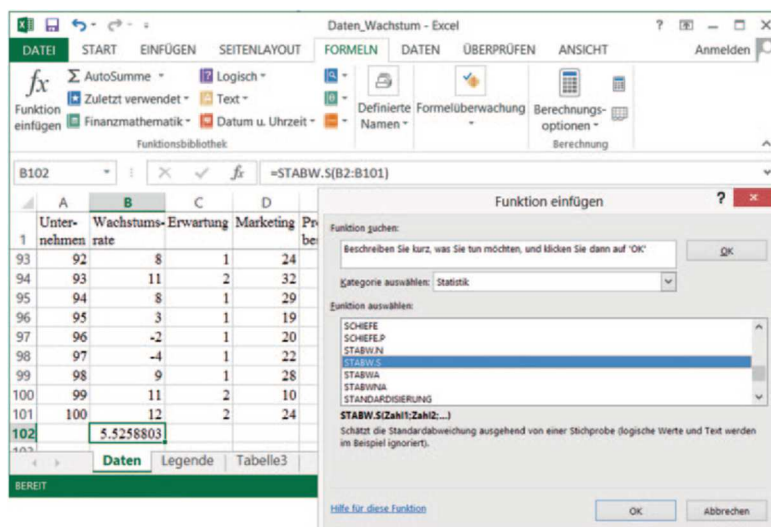 Daten_Wachstum - Excel
DATEI START EINFÜGEN SEITENLAYOUT FORMELN DATEN ÜBERPRÜFEN ANSICHT Anmelden
fx
Funktion einfügen
Σ AutoSumme
Zuletzt verwendet
Finanzmathematik
Logisch
Text
Datum u. Uhrzeit
Definierte Namen
Formelüberwachung
Berechnungs-
optionen
Funktionsbibliothek
Berechnung
B102 fx =STABW.S(B2:B101)
A B C D
Unter- Wachstums- Erwartung Marketing Pr
1 nehmen rate be
93 92 8 1 24
94 93 11 2 32
95 94 8 1 29
96 95 3 1 19
97 96 -2 1 20
98 97 -4 1 22
99 98 9 1 28
100 99 11 2 10
101 100 12 2 24
102 5.5258803
103
Daten Legende Tabelle3
BEREIT
Funktion einfügen ?
Funktion suchen:
Beschreiben Sie kurz, was Sie tun möchten, und klicken Sie dann auf 'OK'
OK
Kategorie auswählen: Statistik
Funktion auswählen:
SCHIEFE
SCHIEFE.P
STABW.N
STABW.S
STABWA
STABWNA
STANDARDISIERUNG
STABW.S(Zahl1;Zahl2;...)
Schätzt die Standardabweichung ausgehend von einer Stichprobe (logische Werte und Text werden
im Beispiel ignoriert).
Hilfe für diese Funktion
OK Abbrechen